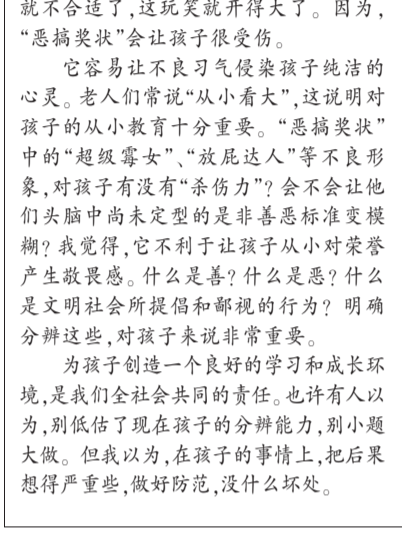 就不合适了,这玩笑就开得大了。因为,
“恶搞奖状”会让孩子很受伤。
它容易让不良习气侵染孩子纯洁的
心灵。老人们常说“从小看大”,这说明对
孩子的从小教育十分重要。“恶搞奖状”
中的“超级霉女”、“放屁达人”等不良形
象,对孩子有没有“杀伤力”?会不会让他
们头脑中尚未定型的是非善恶标准变模
糊?我觉得,它不利于让孩子从小对荣誉
产生敬畏感。什么是善?什么是恶?什么
是文明社会所提倡和鄙视的行为?明确
分辨这些,对孩子来说非常重要。
为孩子创造一个良好的学习和成长环
境,是我们全社会共同的责任。也许有人以
为,别低估了现在孩子的分辨能力,别小题
大做。但我以为,在孩子的事情上,把后果
想得严重些,做好防范,没什么坏处。